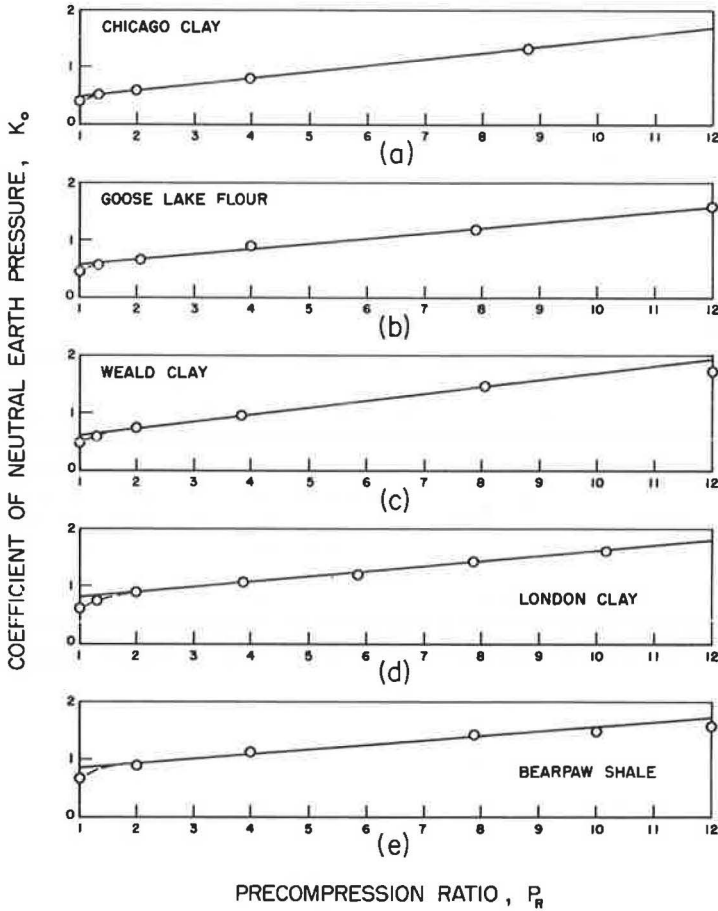 COEFFICIENT OF NEUTRAL EARTH PRESSURE, Ko
2
CHICAGO CLAY
1
0
1 2 3 4 5 6 7 8 9 10 11 12
(a)
2
GOOSE LAKE FLOUR
1
0
1 2 3 4 5 6 7 8 9 10 11 12
(b)
2
WEALD CLAY
1
0
1 2 3 4 5 6 7 8 9 10 11 12
(c)
2
1
LONDON CLAY
0
1 2 3 4 5 6 7 8 9 10 11 12
(d)
2
1
BEARPAW SHALE
0
1 2 3 4 5 6 7 8 9 10 11 12
(e)
PRECOMPRESSION RATIO, PR